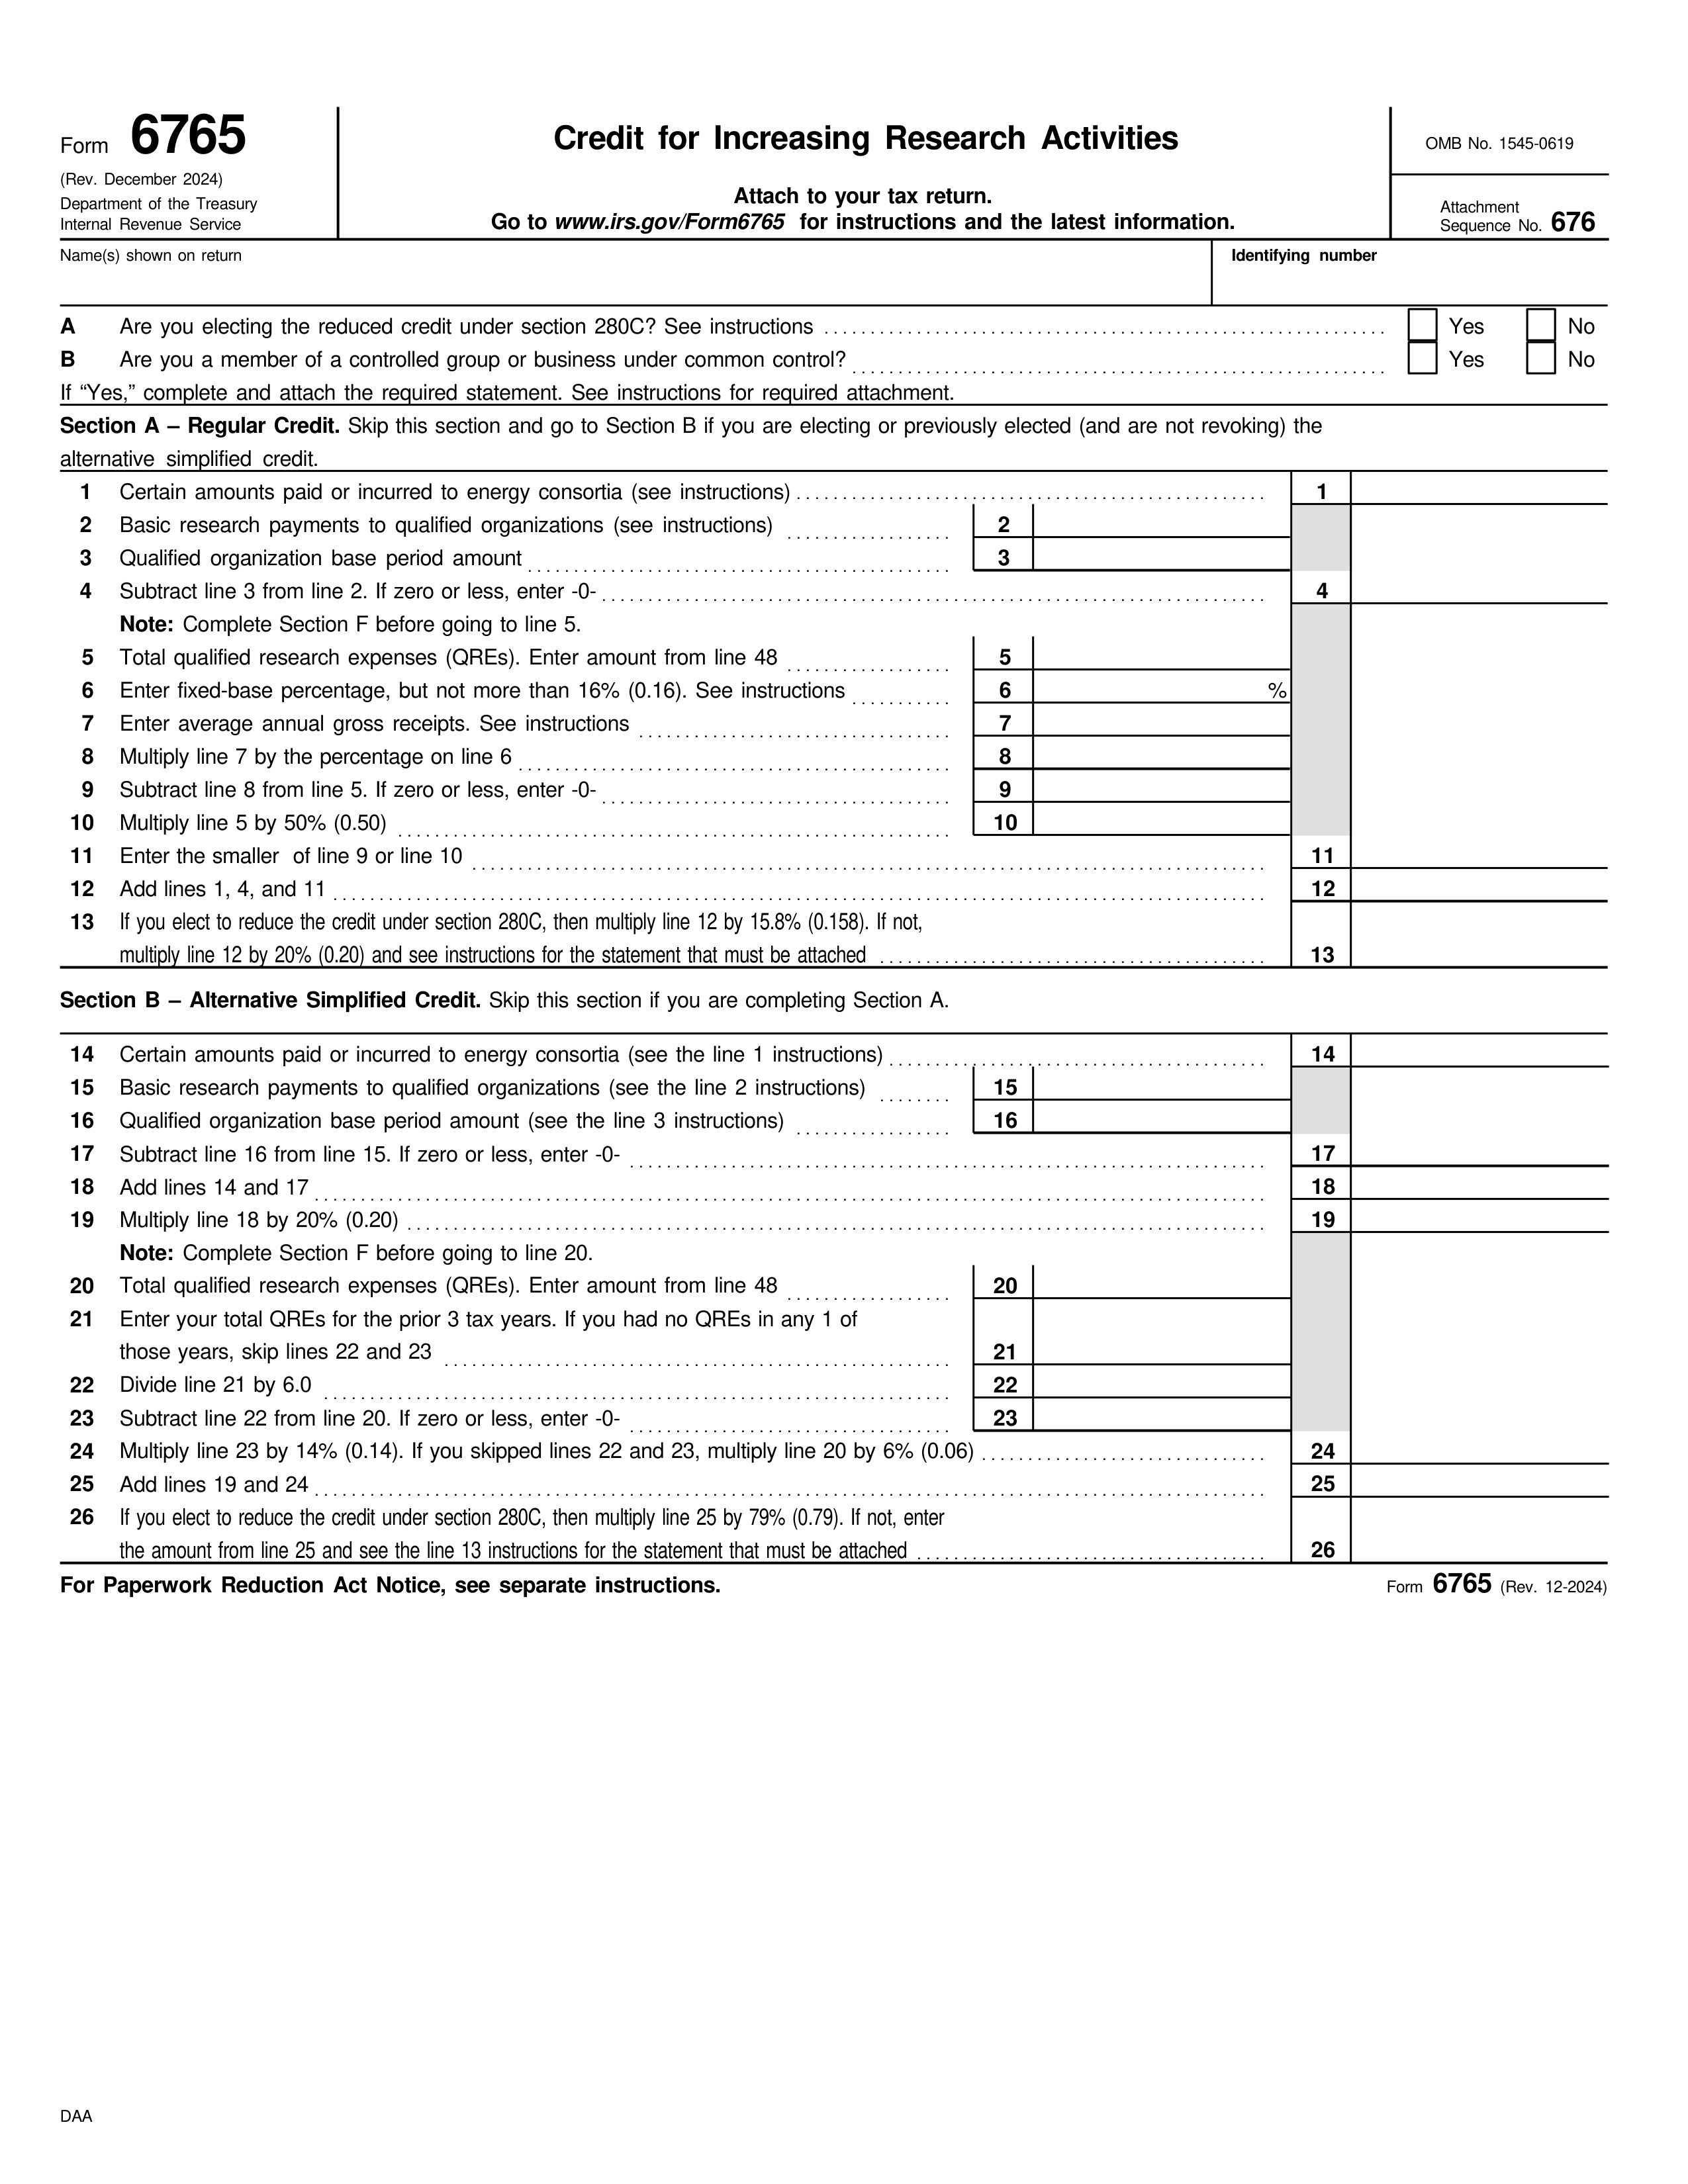 Form 6765
(Rev. December 2024)
Department of the Treasury
Internal Revenue Service
Credit for Increasing Research Activities
Attach to your tax return.
Go to www.irs.gov/Form6765 for instructions and the latest information.
OMB No. 1545-0619
Attachment
Sequence No. 676
Name(s) shown on return
Identifying number
A Are you electing the reduced credit under section 280C? See instructions Yes No
B Are you a member of a controlled group or business under common control? Yes No
If “Yes,” complete and attach the required statement. See instructions for required attachment.
Section A – Regular Credit. Skip this section and go to Section B if you are electing or previously elected (and are not revoking) the
alternative simplified credit.
1 Certain amounts paid or incurred to energy consortia (see instructions) 1
2 Basic research payments to qualified organizations (see instructions) 2
3 Qualified organization base period amount 3
4 Subtract line 3 from line 2. If zero or less, enter -0- 4
Note: Complete Section F before going to line 5.
5 Total qualified research expenses (QREs). Enter amount from line 48 5
6 Enter fixed-base percentage, but not more than 16% (0.16). See instructions 6 %
7 Enter average annual gross receipts. See instructions 7
8 Multiply line 7 by the percentage on line 6 8
9 Subtract line 8 from line 5. If zero or less, enter -0- 9
10 Multiply line 5 by 50% (0.50) 10
11 Enter the smaller of line 9 or line 10 11
12 Add lines 1, 4, and 11 12
13 If you elect to reduce the credit under section 280C, then multiply line 12 by 15.8% (0.158). If not,
multiply line 12 by 20% (0.20) and see instructions for the statement that must be attached 13
Section B – Alternative Simplified Credit. Skip this section if you are completing Section A.
14 Certain amounts paid or incurred to energy consortia (see the line 1 instructions) 14
15 Basic research payments to qualified organizations (see the line 2 instructions) 15
16 Qualified organization base period amount (see the line 3 instructions) 16
17 Subtract line 16 from line 15. If zero or less, enter -0- 17
18 Add lines 14 and 17 18
19 Multiply line 18 by 20% (0.20) 19
Note: Complete Section F before going to line 20.
20 Total qualified research expenses (QREs). Enter amount from line 48 20
21 Enter your total QREs for the prior 3 tax years. If you had no QREs in any 1 of
those years, skip lines 22 and 23 21
22 Divide line 21 by 6.0 22
23 Subtract line 22 from line 20. If zero or less, enter -0- 23
24 Multiply line 23 by 14% (0.14). If you skipped lines 22 and 23, multiply line 20 by 6% (0.06) 24
25 Add lines 19 and 24 25
26 If you elect to reduce the credit under section 280C, then multiply line 25 by 79% (0.79). If not, enter
the amount from line 25 and see the line 13 instructions for the statement that must be attached 26
For Paperwork Reduction Act Notice, see separate instructions.
Form 6765 (Rev. 12-2024)
DAA